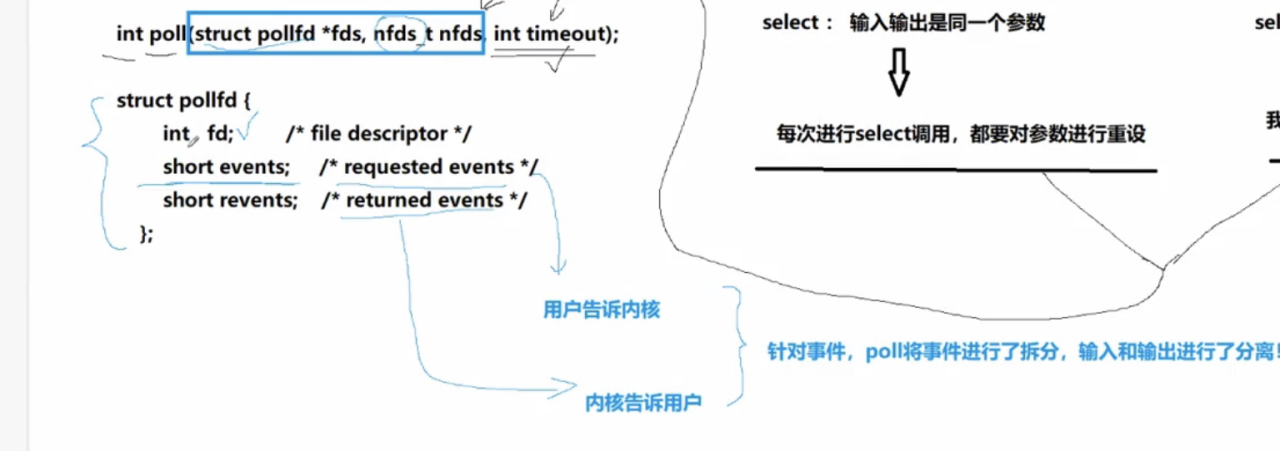 int poll(struct pollfd *fds, nfds_t nfds, int timeout);
struct pollfd {
int fd; /* file descriptor */
short events; /* requested events */
short revents; /* returned events */
};
用户告诉内核
内核告诉用户
select： 输入输出是同一个参数
每次进行select调用，都要对参数进行重设
针对事件，poll将事件进行了拆分，输入和输出进行了分离!
sel
我